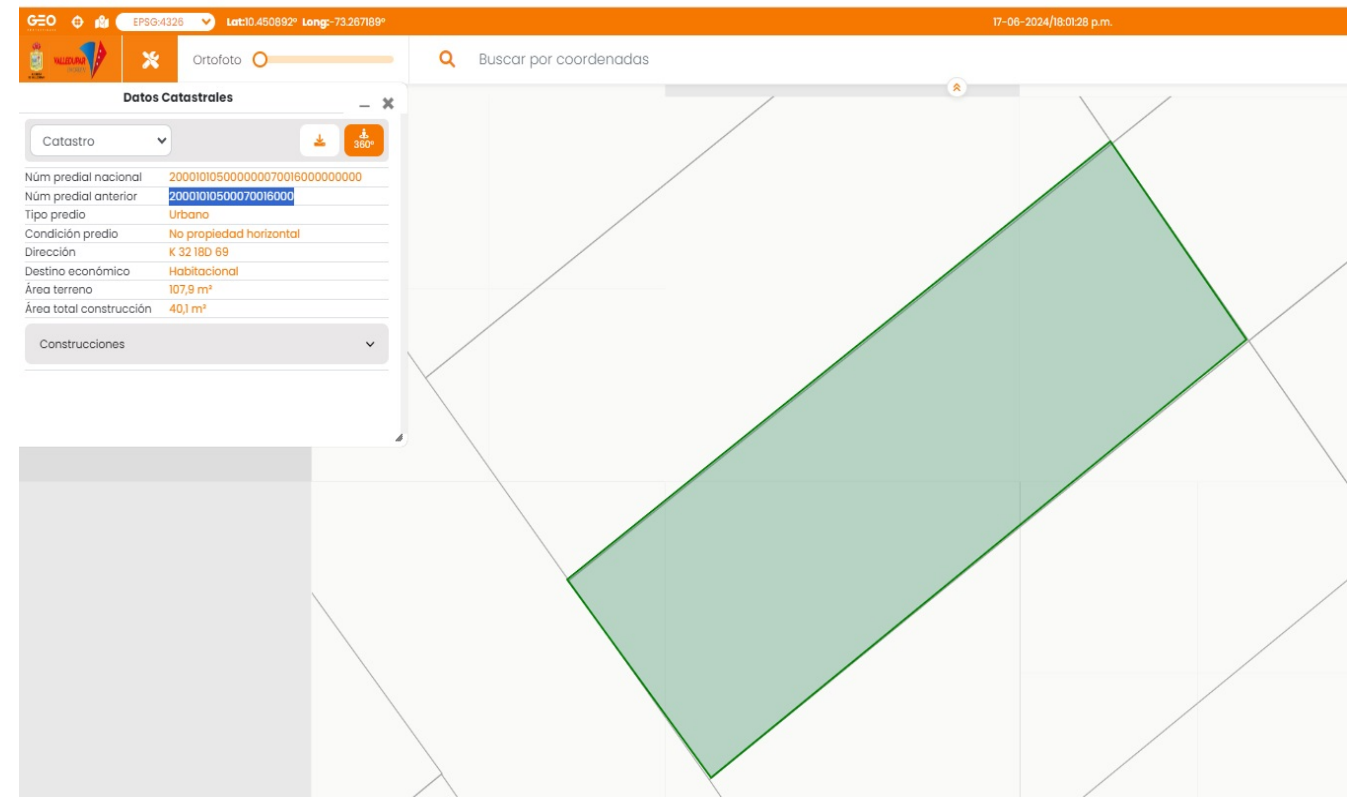 GEO EPSG:4326 Lat:10.450892° Long:-73.267189° 17-06-2024/18:01:28 p.m.
Ortofoto Buscar por coordenadas
Datos Catastrales
Catastro 360°
Núm predial nacional 200010105000000070016000000000
Núm predial anterior 20001010500070016000
Tipo predio Urbano
Condición predio No propiedad horizontal
Dirección K 32 18D 69
Destino económico Habitacional
Área terreno 107,9 m²
Área total construcción 40,1 m²
Construcciones